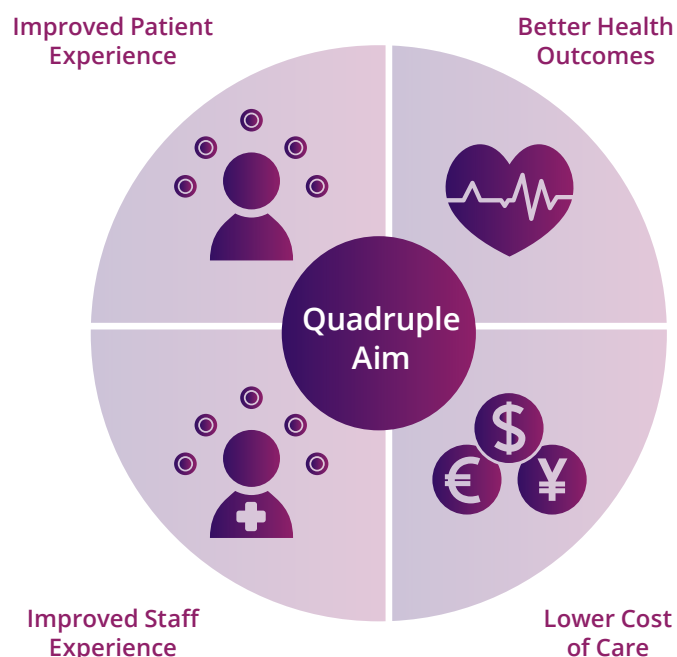 Improved Patient
Experience
Better Health
Outcomes
Quadruple
Aim
$
€
¥
Improved Staff
Experience
Lower Cost
of Care